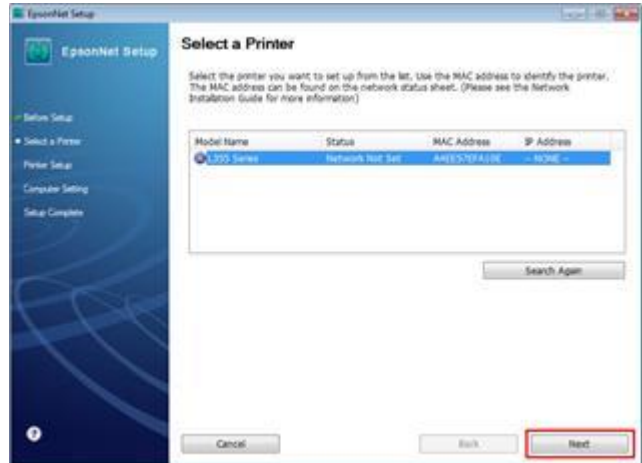 EpsonNet Setup
EpsonNet Setup
Select a Printer
Select the printer you want to set up from the list. Use the MAC address to identify the printer.
The MAC address can be found on the network status sheet. (Please see the Network
Installation Guide for more information)
Before Setup
Select a Printer
Printer Setup
Computer Setting
Setup Complete
Model Name Status MAC Address IP Address
L355 Series Network Not Set -- NONE --
Search Again
Cancel Back Next